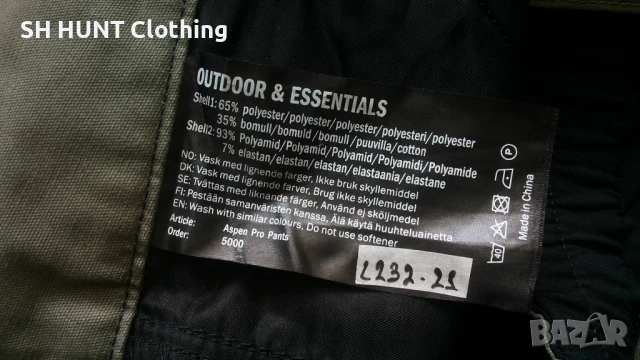 SH HUNT Clothing
OUTDOOR & ESSENTIALS
Shell1: 65% polyester/polyester/polyester/polyesteri/polyester
35% bomull/bomuld/bomull/puuvilla/cotton
Shell2: 93% Polyamid/Polyamid/Polyamid/Polyamidi/Polyamide
7% elastan/elastan/elastan/elastaania/elastane
NO: Vask med lignende farger, Ikke bruk skyllemiddel
DK: Vask med lignende farver, Brug ikke skyllemiddel
SE: Tvättas med liknande färger, Använd ej sköljmedel
FI: Pestään samanväristen kanssa, Älä käytä huuhteluainetta
EN: Wash with similar colours, Do not use softener
Article: Aspen Pro Pants
Order: 5000
L232-21
40
P
Made in China
BAZAR